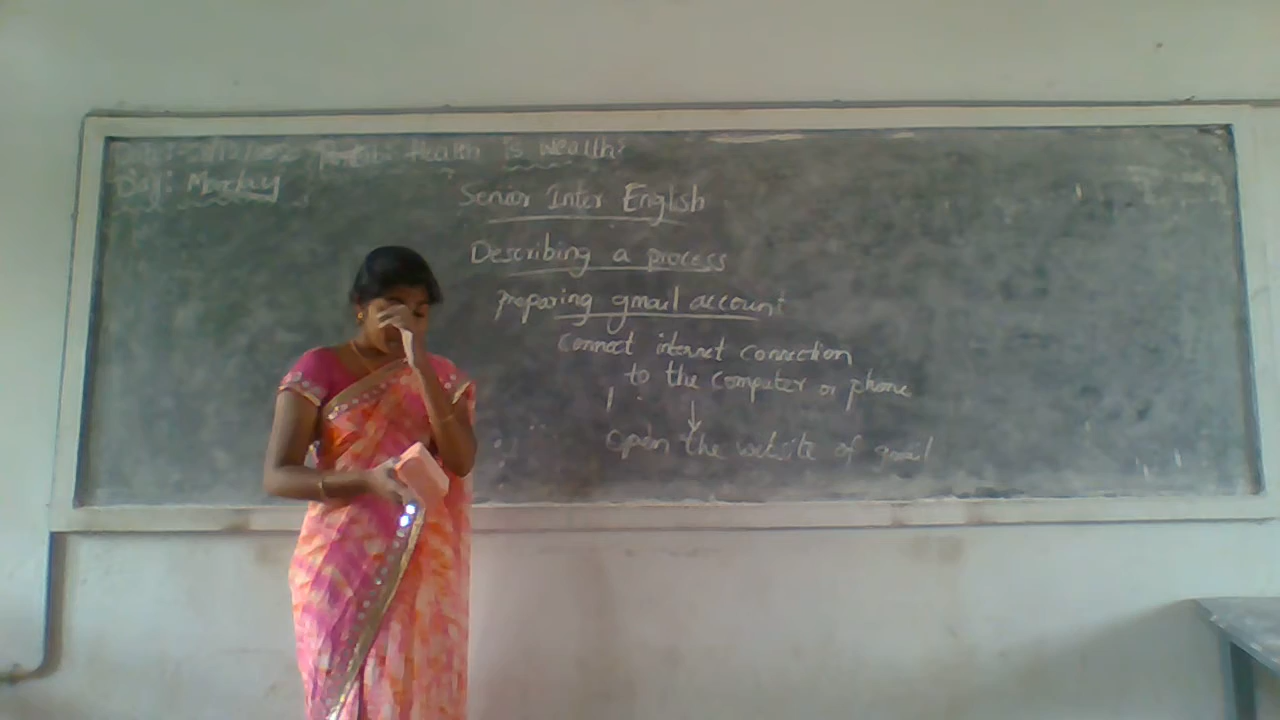 Health is wealth
Day: Monday
Senior Inter English
Describing a process
Preparing gmail account
Connect internet connection
to the computer or phone
Open the website of gmail